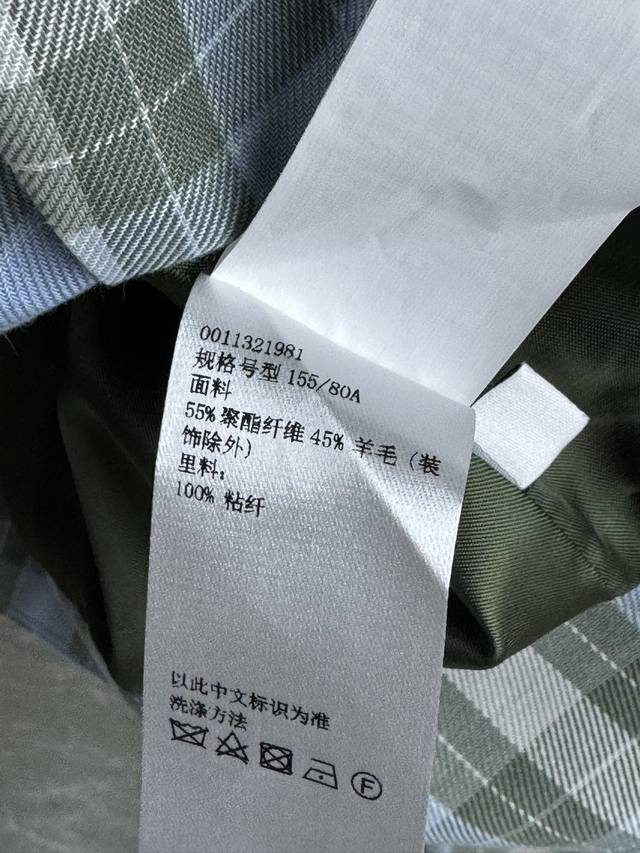 0011321981
规格号型 155/80A
面料
55% 聚酯纤维 45% 羊毛（装
饰除外）
里料：
100% 粘纤
以此中文标识为准
洗涤方法
F